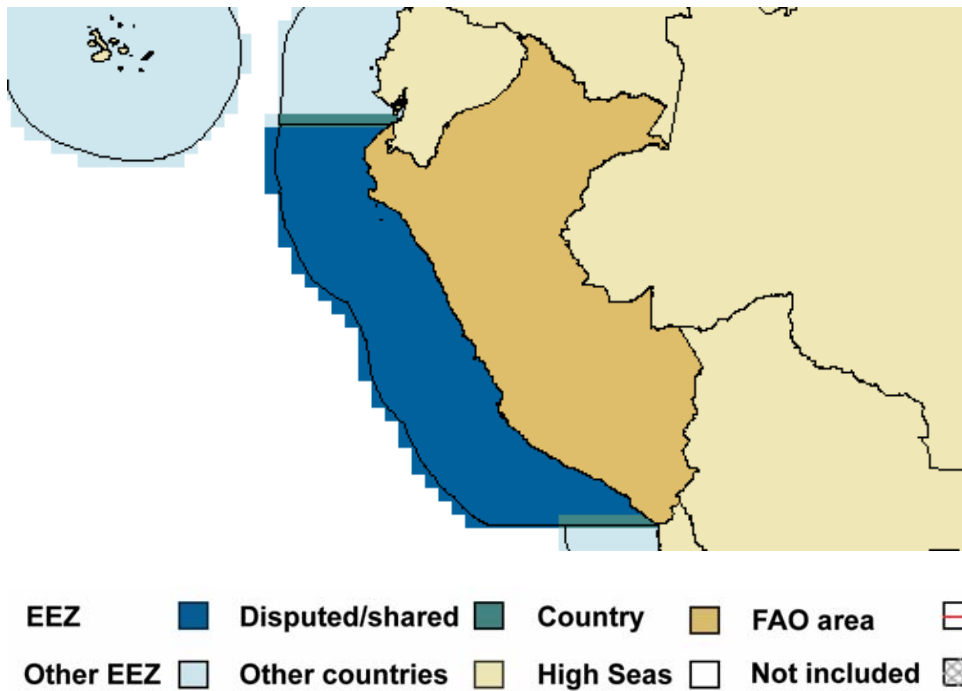 EEZ Disputed/shared Country FAO area
Other EEZ Other countries High Seas Not included